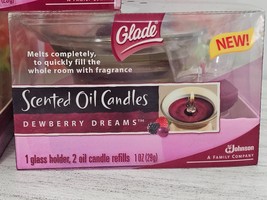 Glade
NEW!
Melts completely,
to quickly fill the
whole room with fragrance
Scented Oil Candles
DEWBERRY DREAMS™
Johnson
A FAMILY COMPANY
1 glass holder, 2 oil candle refills 1 OZ (29g)